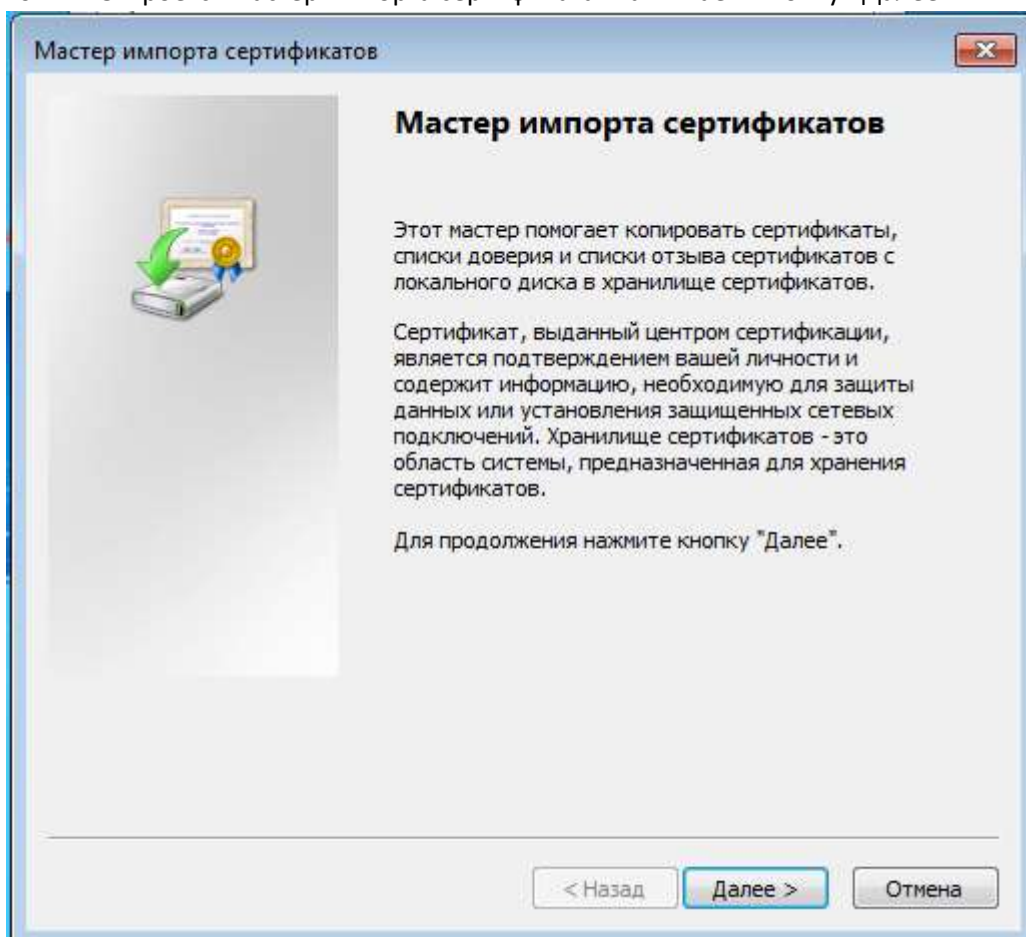 Мастер импорта сертификатов
Мастер импорта сертификатов
Этот мастер помогает копировать сертификаты,
списки доверия и списки отзыва сертификатов с
локального диска в хранилище сертификатов.
Сертификат, выданный центром сертификации,
является подтверждением вашей личности и
содержит информацию, необходимую для защиты
данных или установления защищенных сетевых
подключений. Хранилище сертификатов - это
область системы, предназначенная для хранения
сертификатов.
Для продолжения нажмите кнопку "Далее".
< Назад Далее > Отмена